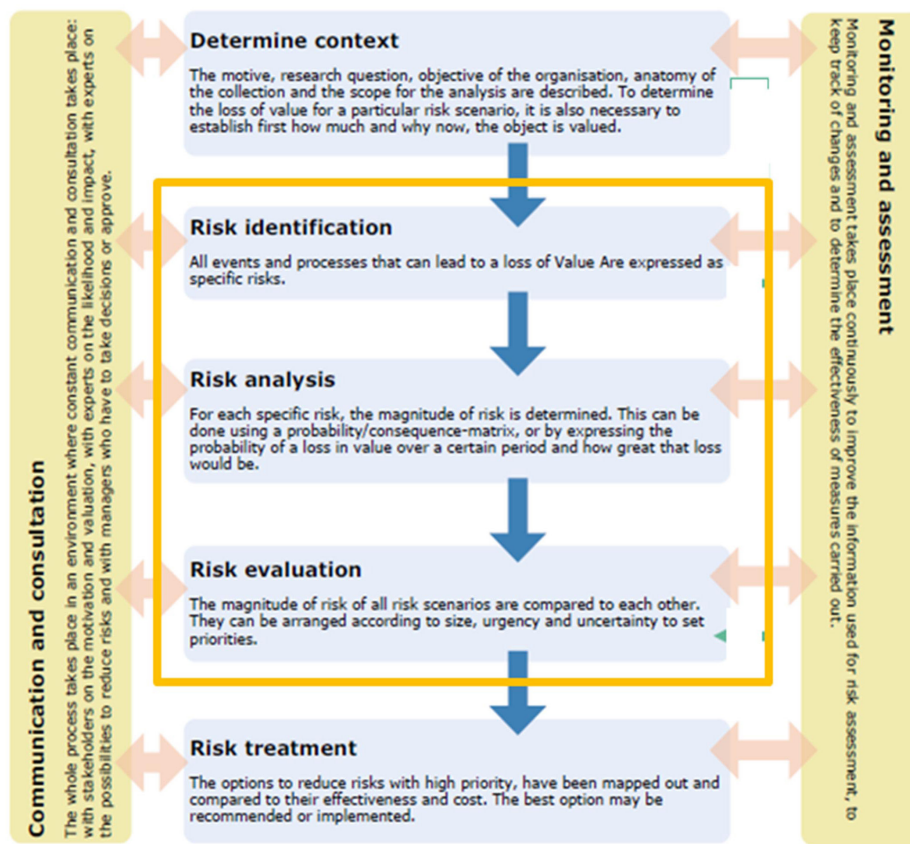 Communication and consultation
The whole process takes place in an environment where constant communication and consultation takes place:
with stakeholders on the motivation and valuation, with experts on the likelihood and impact, with experts on
the possibilities to reduce risks and with managers who have to take decisions or approve.
Determine context
The motive, research question, objective of the organisation, anatomy of
the collection and the scope for the analysis are described. To determine
the loss of value for a particular risk scenario, it is also necessary to
establish first how much and why now, the object is valued.
Risk identification
All events and processes that can lead to a loss of Value Are expressed as
specific risks.
Risk analysis
For each specific risk, the magnitude of risk is determined. This can be
done using a probability/consequence-matrix, or by expressing the
probability of a loss in value over a certain period and how great that loss
would be.
Risk evaluation
The magnitude of risk of all risk scenarios are compared to each other.
They can be arranged according to size, urgency and uncertainty to set
priorities.
Risk treatment
The options to reduce risks with high priority, have been mapped out and
compared to their effectiveness and cost. The best option may be
recommended or implemented.
Monitoring and assessment
Monitoring and assessment takes place continuously to improve the information used for risk assessment, to
keep track of changes and to determine the effectiveness of measures carried out.